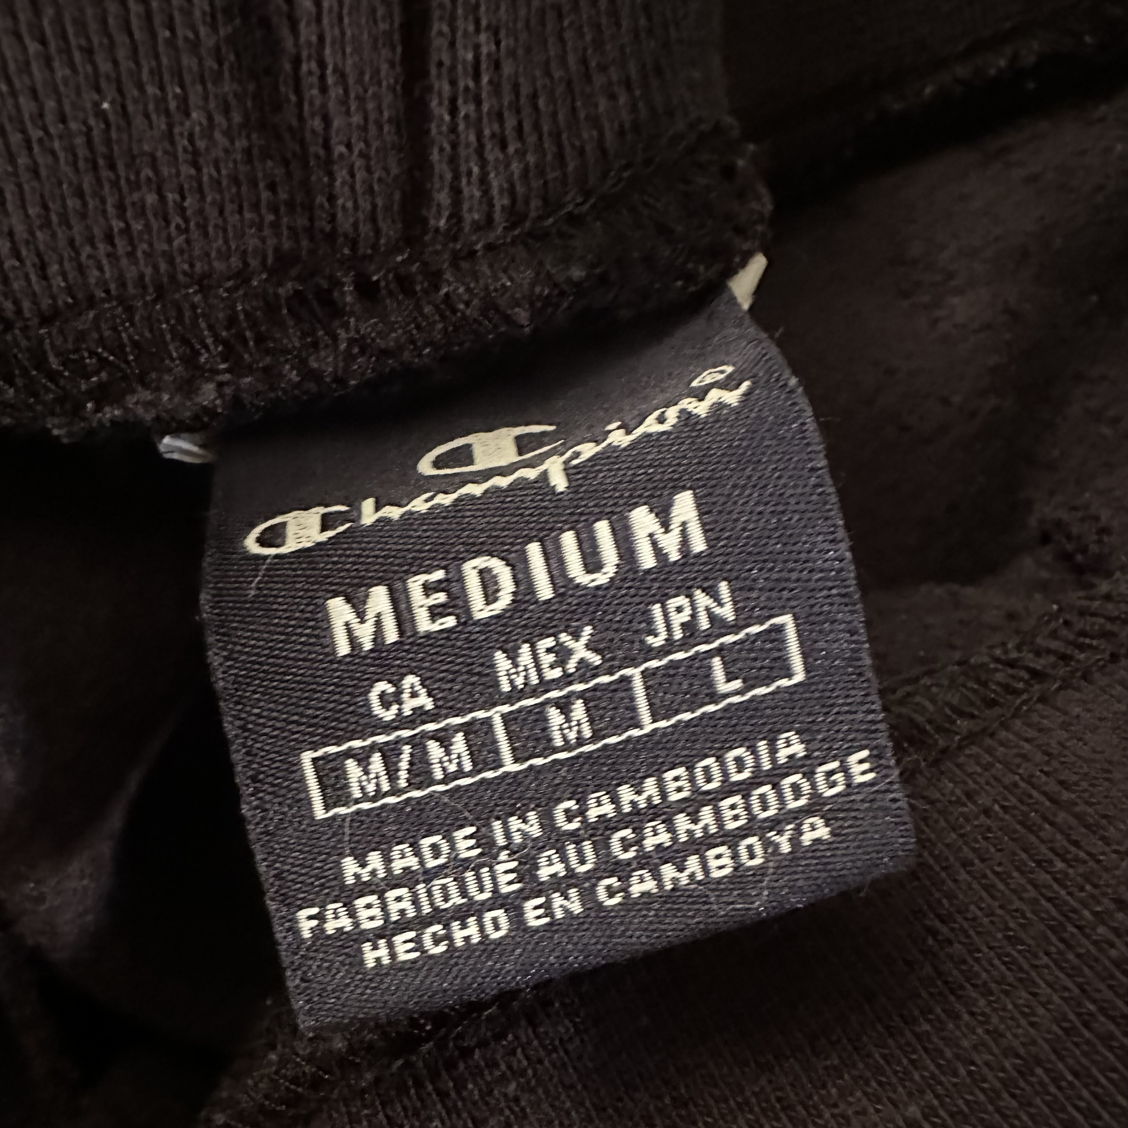 Champion
MEDIUM
CA MEX JPN
M/M M L
MADE IN CAMBODIA
FABRIQUÉ AU CAMBODGE
HECHO EN CAMBOYA